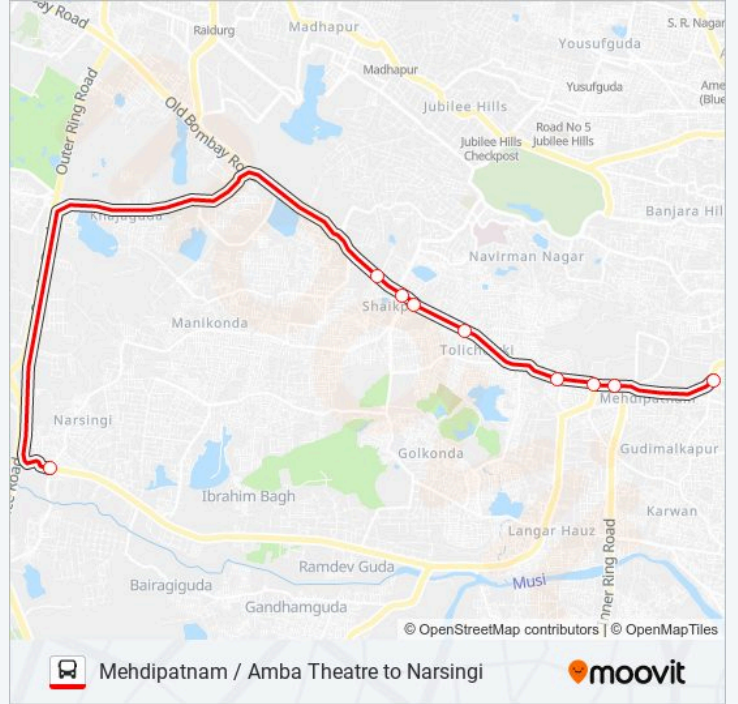 ay Road
Raidurg
Madhapur
S. R. Nagar
Yousufguda
Madhapur
Yusufguda
Ame
(Blue
Outer Ring Road
Old Bombay Ro
Jubilee Hills
Road No 5
Jubilee Hills
Jubilee Hills
Checkpost
Khajaguda
Banjara Hil
Navirman Nagar
Shaikp
Manikonda
Tolichowki
Mehdipatnam
Narsingi
Gudimalkapur
Golkonda
Ibrahim Bagh
Karwan
Langar Hauz
Ramdev Guda
Inner Ring Road
Bairagiguda
Musi
Gandhamguda
© OpenStreetMap contributors | © OpenMapTiles
Mehdipatnam / Amba Theatre to Narsingi
moovit